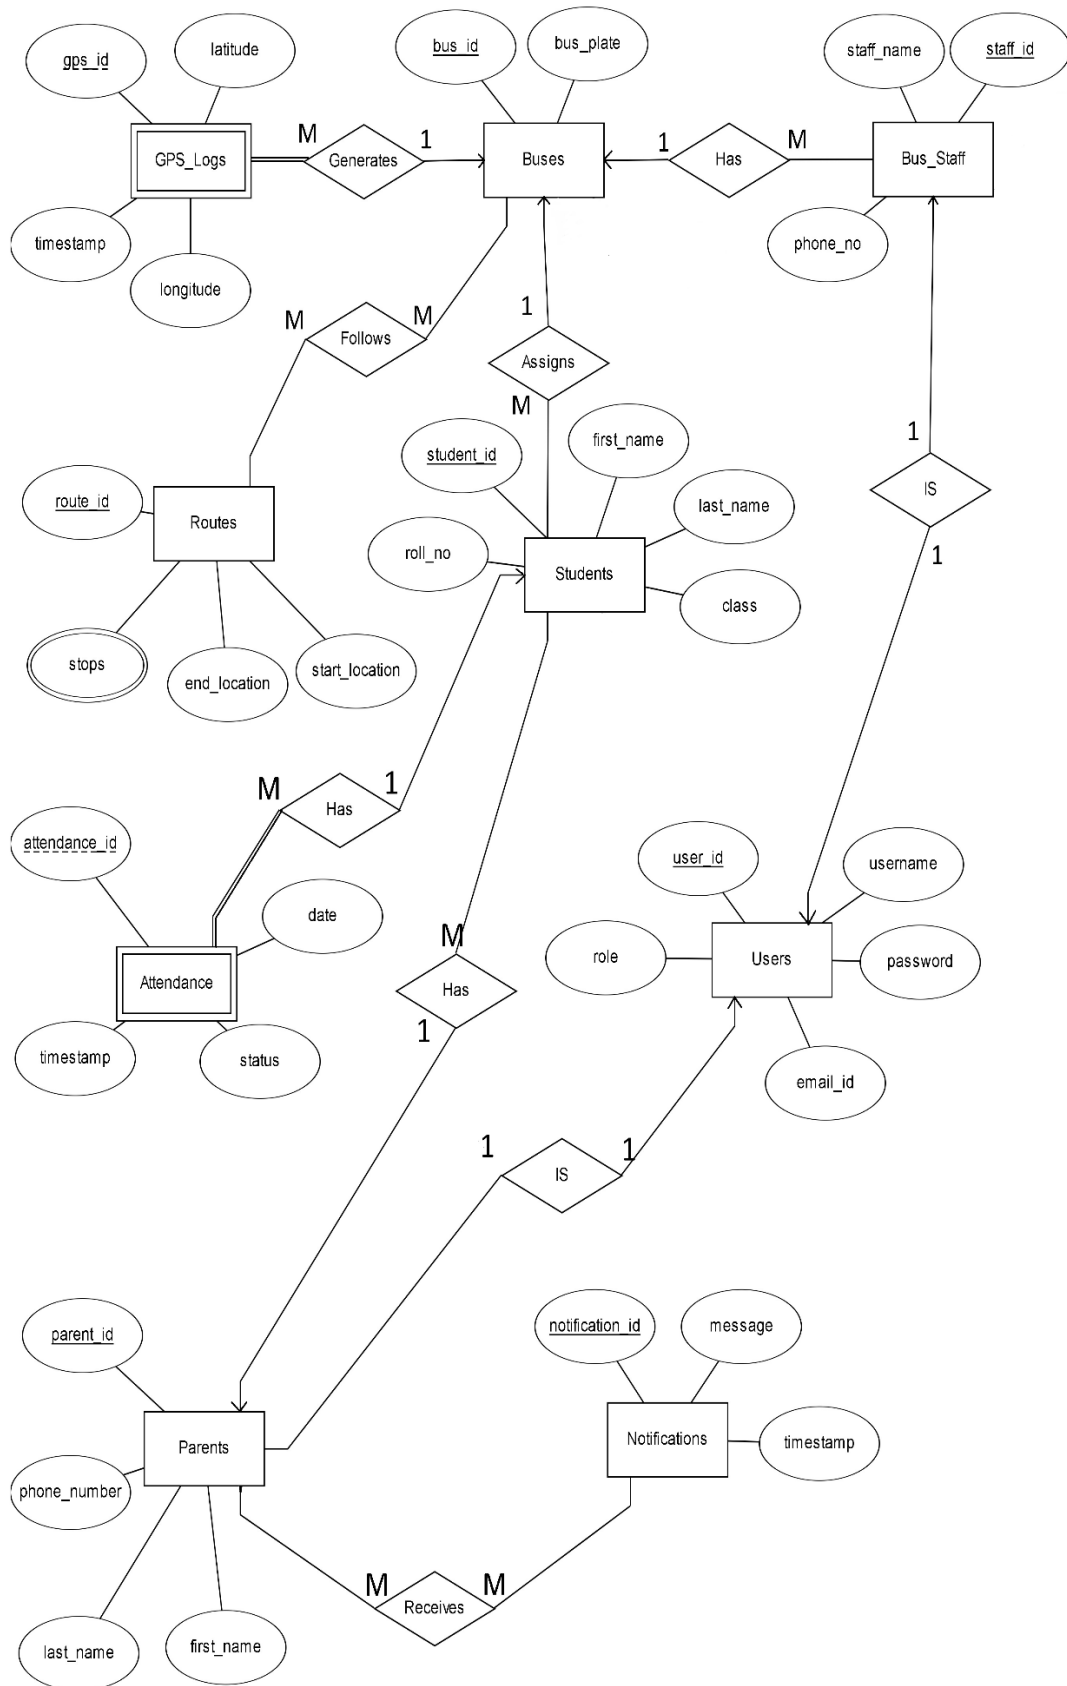 gps_id
latitude
bus_id
bus_plate
staff_name
staff_id
GPS_Logs
M
Generates
1
Buses
1
Has
M
Bus_Staff
timestamp
longitude
phone_no
M
Follows
M
1
Assigns
M
student_id
first_name
1
IS
1
route_id
Routes
last_name
roll_no
Students
class
stops
end_location
start_location
M
Has
1
attendance_id
date
user_id
username
Attendance
M
Has
1
role
Users
password
timestamp
status
email_id
1
IS
1
parent_id
notification_id
message
Parents
Notifications
timestamp
phone_number
M
Receives
M
last_name
first_name